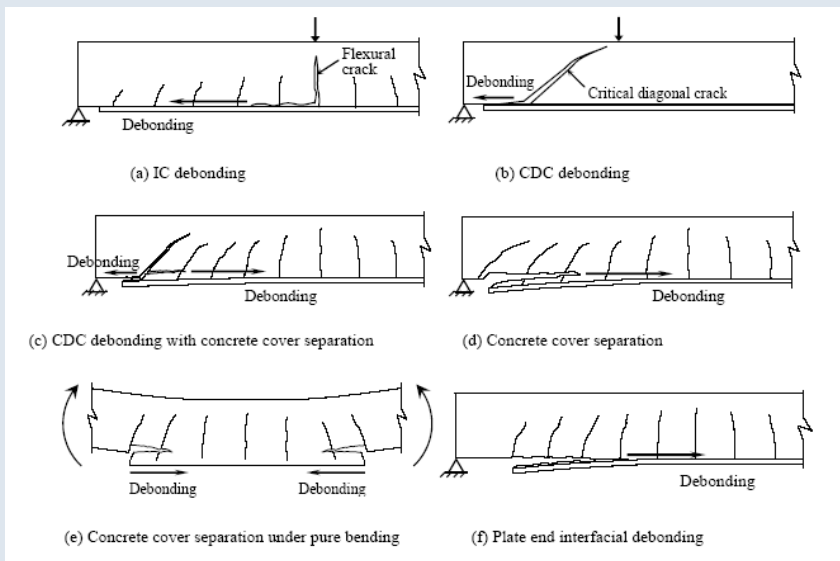 Flexural
crack
Debonding
(a) IC debonding
Debonding
Critical diagonal crack
(b) CDC debonding
Debonding
Debonding
(c) CDC debonding with concrete cover separation
Debonding
(d) Concrete cover separation
Debonding
Debonding
(e) Concrete cover separation under pure bending
Debonding
(f) Plate end interfacial debonding